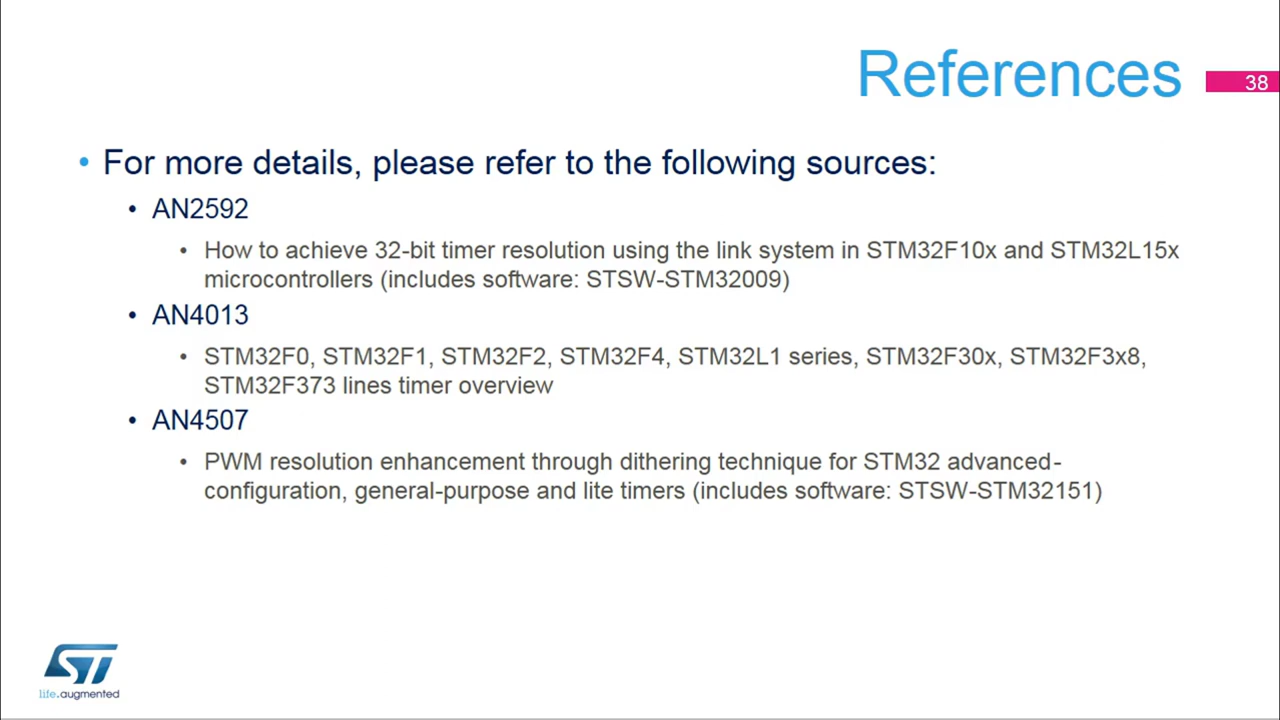 References
38
• For more details, please refer to the following sources:
• AN2592
• How to achieve 32-bit timer resolution using the link system in STM32F10x and STM32L15x
microcontrollers (includes software: STSW-STM32009)
• AN4013
• STM32F0, STM32F1, STM32F2, STM32F4, STM32L1 series, STM32F30x, STM32F3x8,
STM32F373 lines timer overview
• AN4507
• PWM resolution enhancement through dithering technique for STM32 advanced-
configuration, general-purpose and lite timers (includes software: STSW-STM32151)
ST
life.augmented